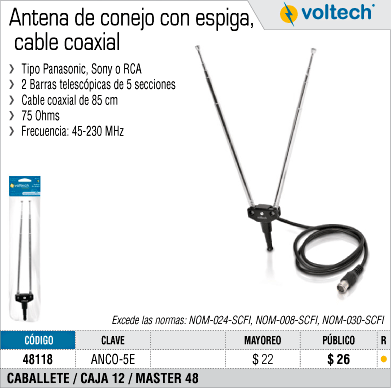 Antena de conejo con espiga,
cable coaxial
voltech®
› Tipo Panasonic, Sony o RCA
› 2 Barras telescópicas de 5 secciones
› Cable coaxial de 85 cm
› 75 Ohms
› Frecuencia: 45-230 MHz
voltech
Excede las normas: NOM-024-SCFI, NOM-008-SCFI, NOM-030-SCFI
CÓDIGO CLAVE MAYOREO PÚBLICO R
48118 ANCO-5E $ 22 $ 26
CABALLETE / CAJA 12 / MASTER 48